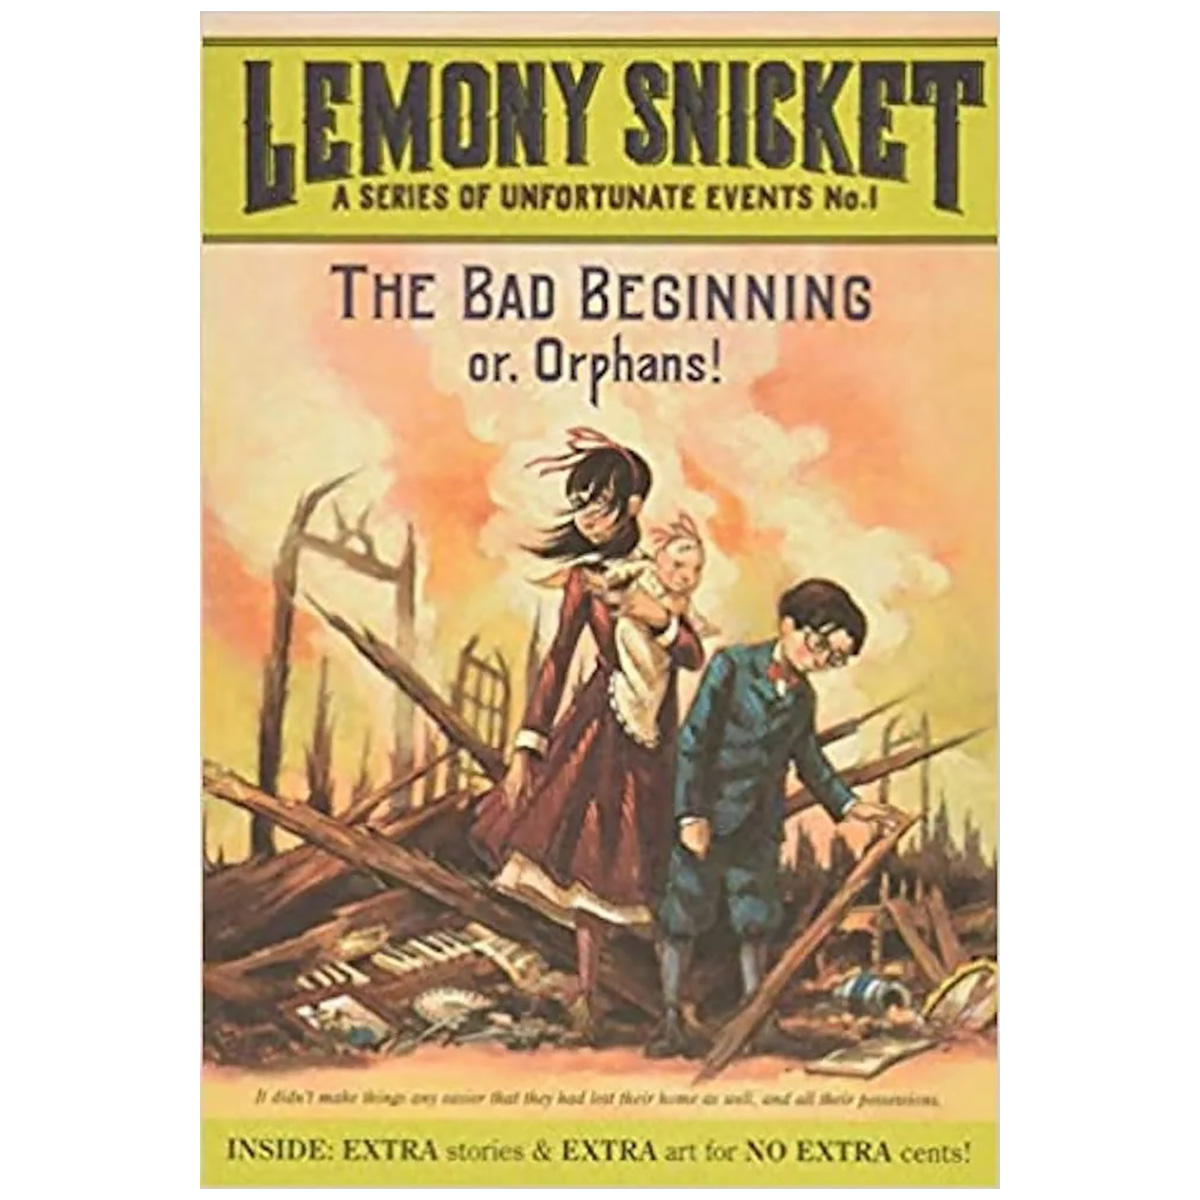 LEMONY SNICKET
A SERIES OF UNFORTUNATE EVENTS No.1
THE BAD BEGINNING
or, Orphans!
It didn't make things any easier that they had lost their home as well, and all their possessions.
INSIDE: EXTRA stories & EXTRA art for NO EXTRA cents!